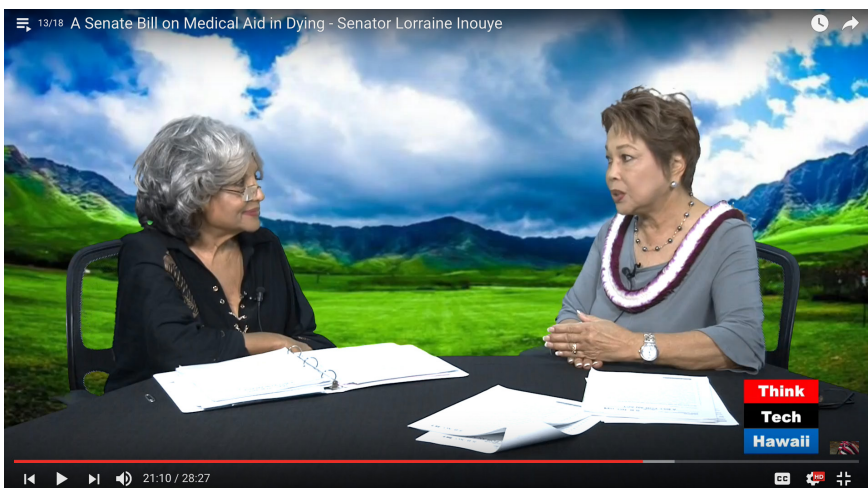 13/18 A Senate Bill on Medical Aid in Dying - Senator Lorraine Inouye
Think
Tech
Hawaii
21:10 / 28:27
CC
HD